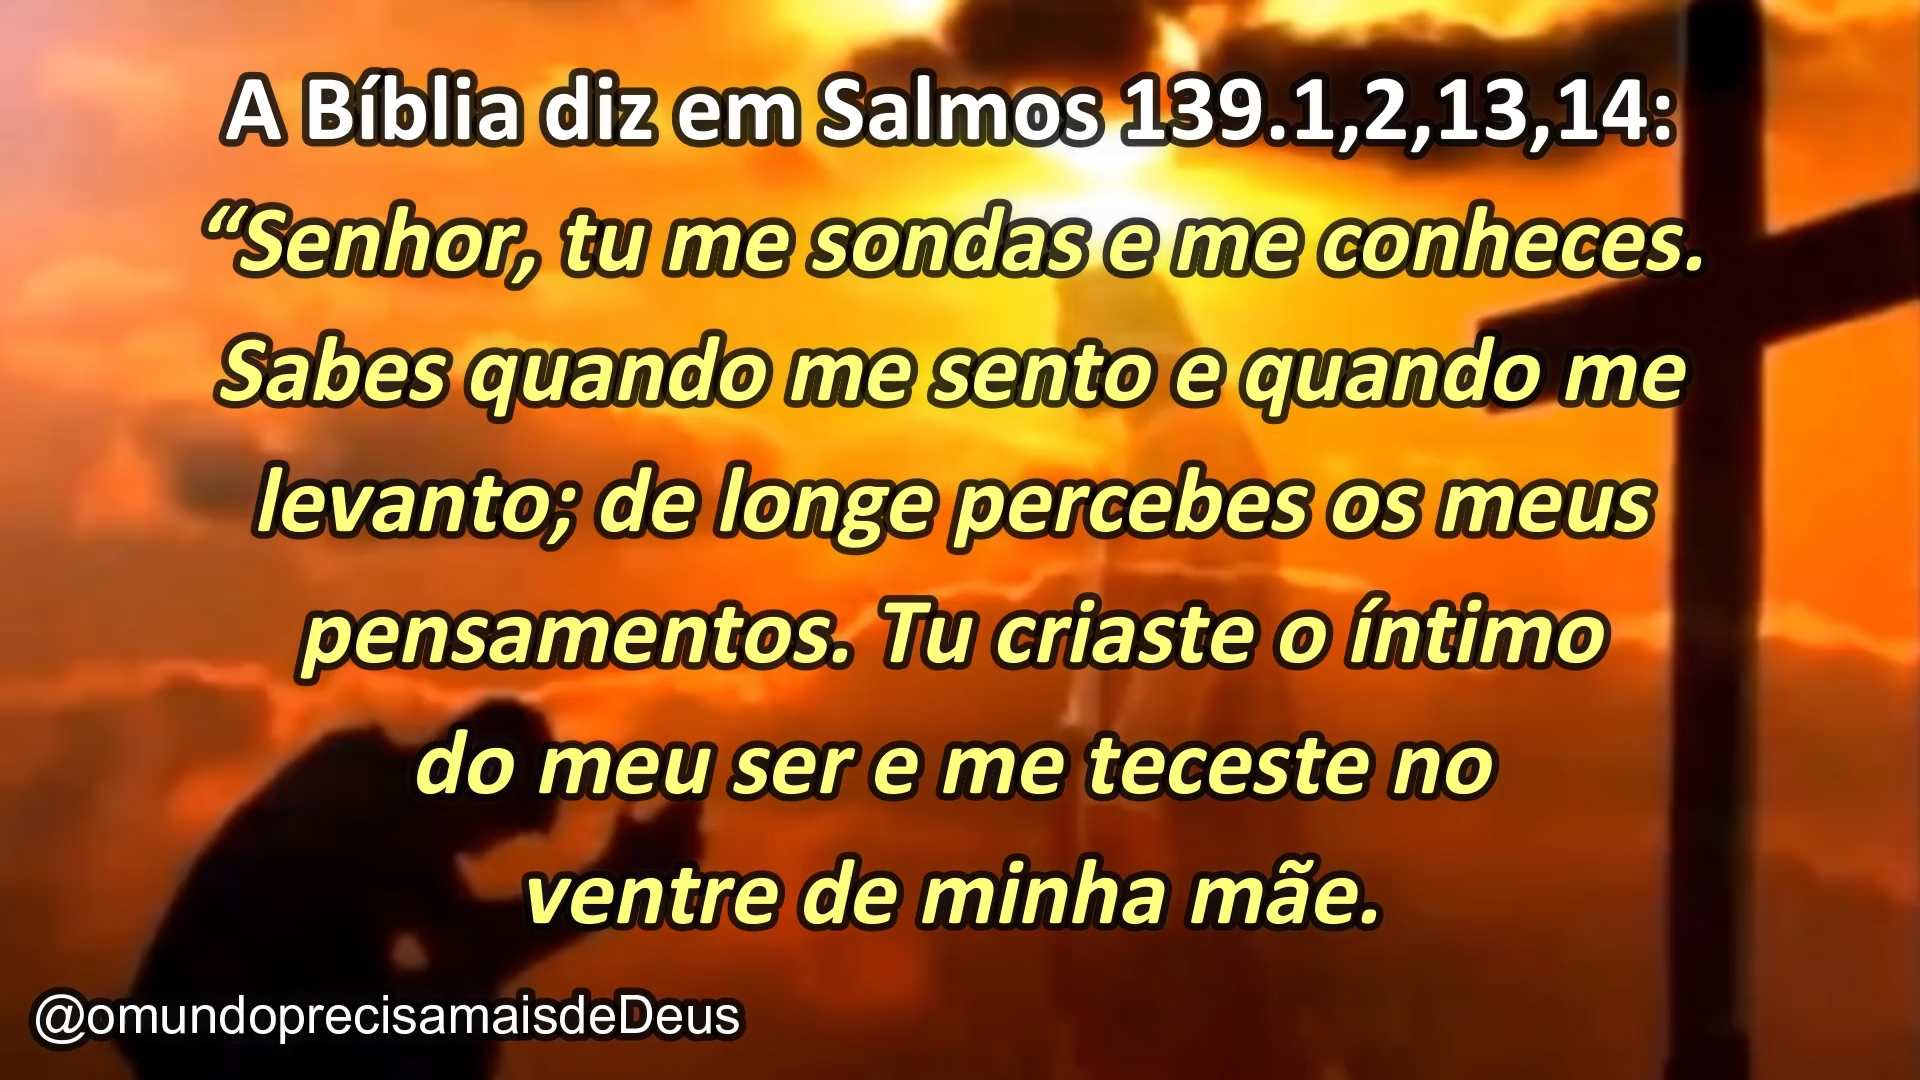 A Bíblia diz em Salmos 139.1,2,13,14:
“Senhor, tu me sondas e me conheces.
Sabes quando me sento e quando me
levanto; de longe percebes os meus
pensamentos. Tu criaste o íntimo
do meu ser e me teceste no
ventre de minha mãe.
@omundoprecisamaisdeDeus